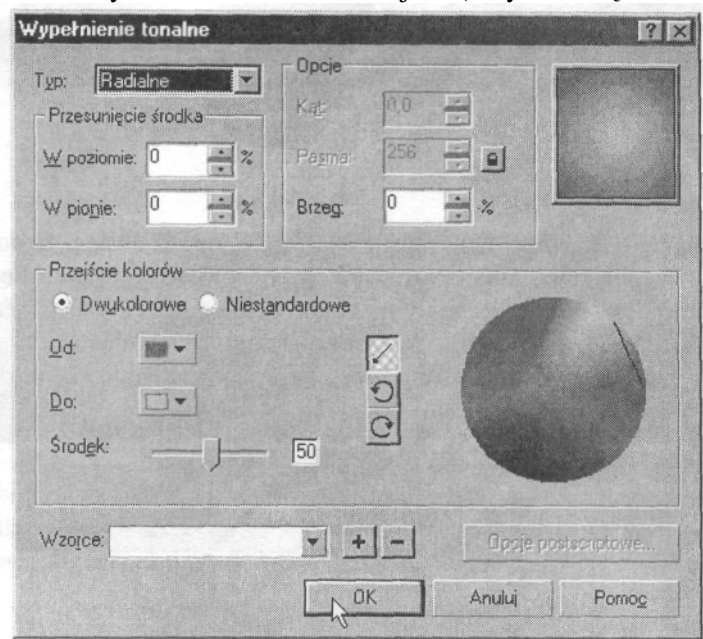 Wypełnienie tonalne
Typ: Radialne
Przesunięcie środka
W poziomie: 0 %
W pionie: 0 %
Opcje
Kąt: 0,0
Pasma: 256
Brzeg: 0 %
Przejście kolorów
Dwukolorowe Niestandardowe
Od:
Do:
Środek: 50
Wzorce:
+ -
Opcje postscriptowe...
OK Anuluj Pomoc